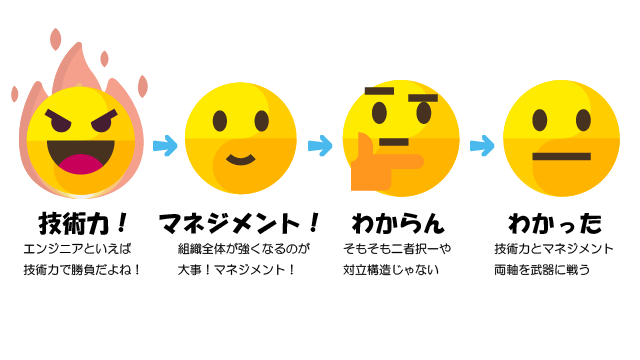 技術力！
エンジニアといえば
技術力で勝負だよね！
マネジメント！
組織全体が強くなるのが
大事！マネジメント！
わからん
そもそも二者択一や
対立構造じゃない
わかった
技術力とマネジメント
両軸を武器に戦う